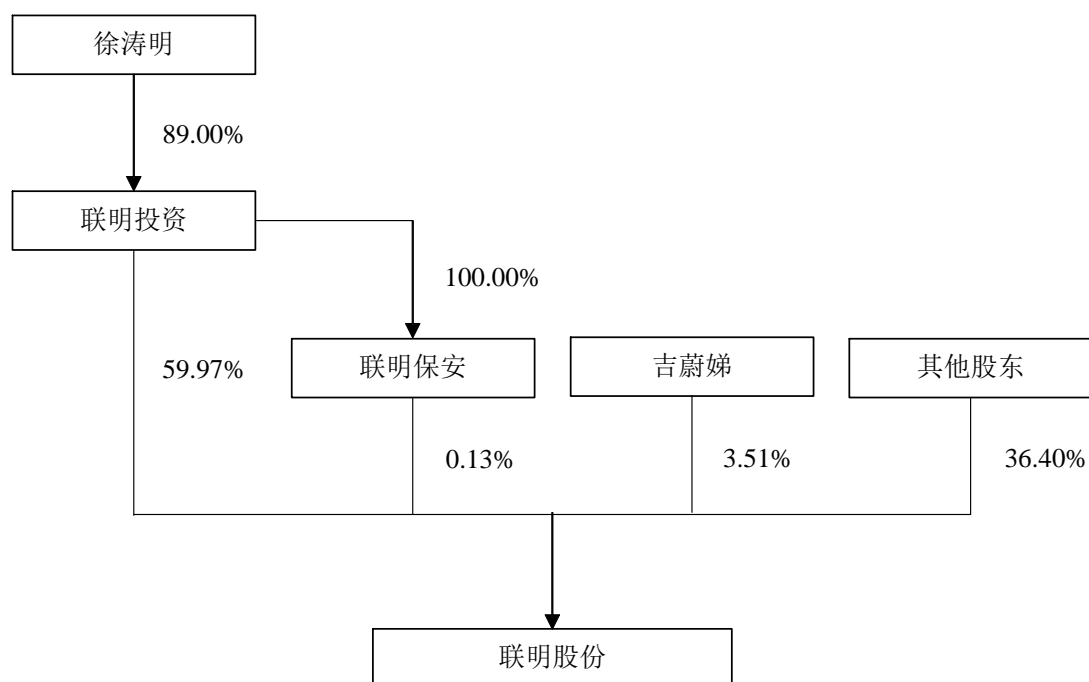 徐涛明
89.00%
联明投资
100.00%
59.97%
联明保安
吉蔚娣
其他股东
0.13%
3.51%
36.40%
联明股份